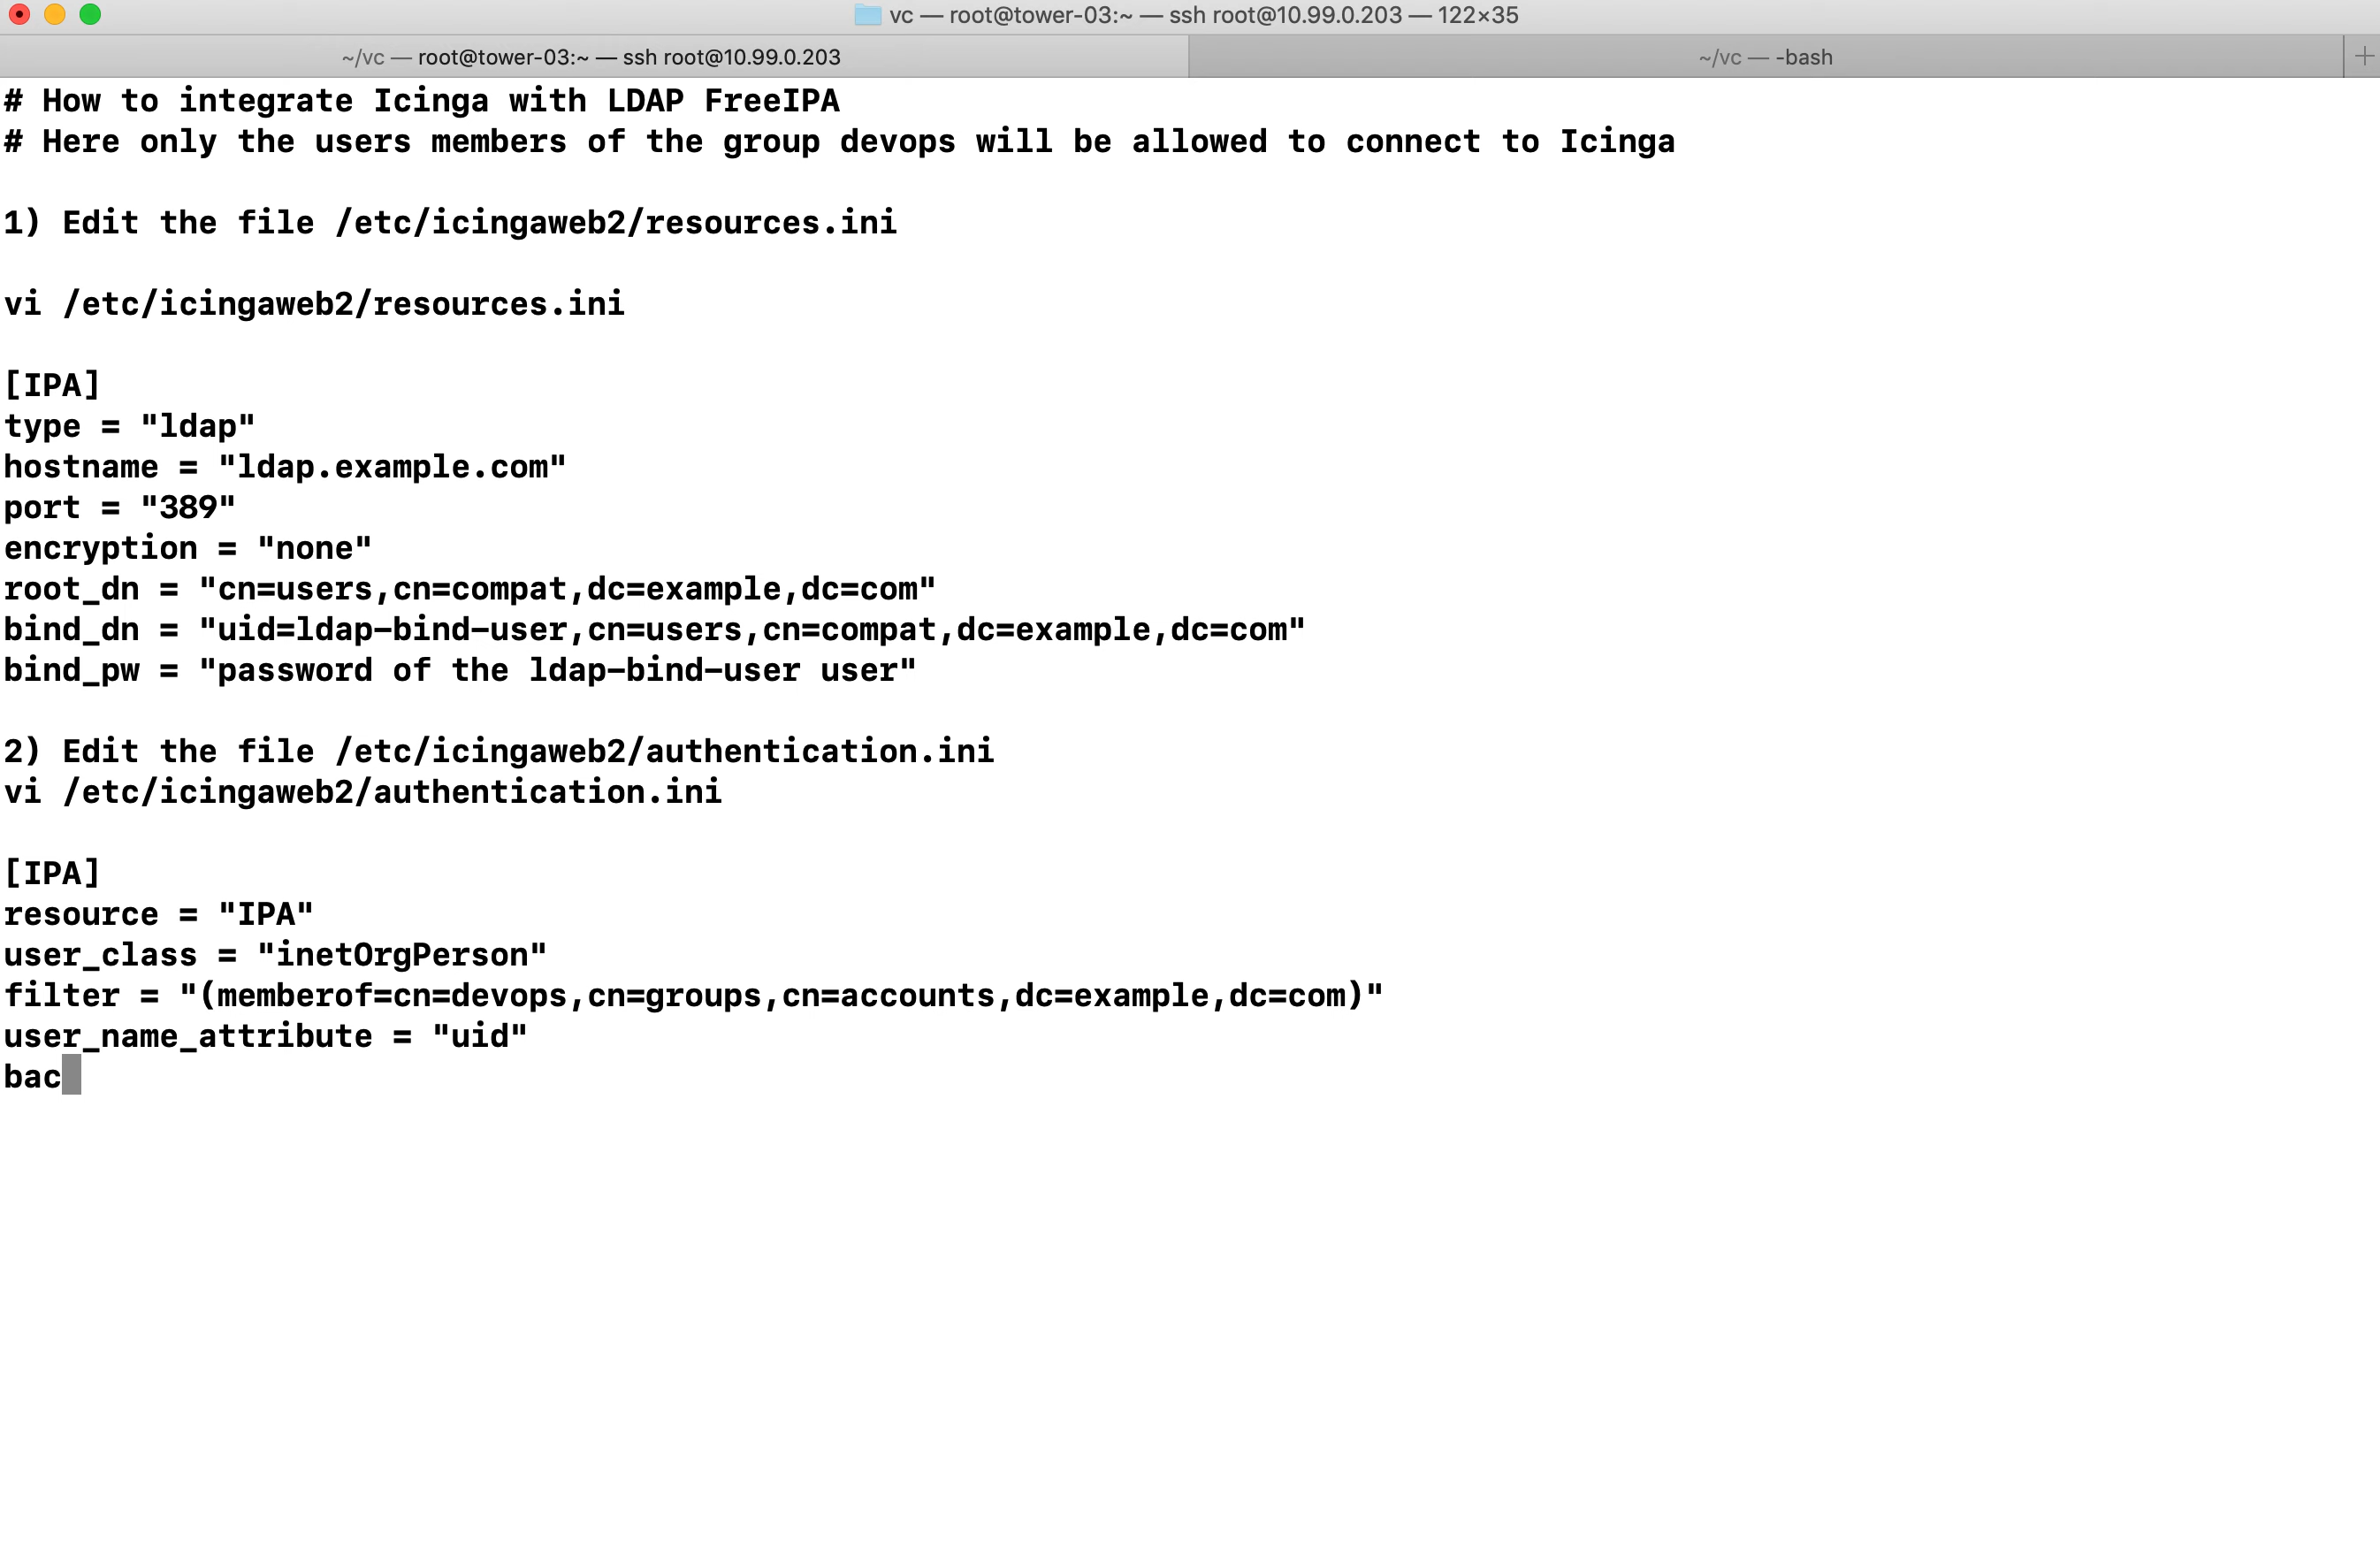 vc — root@tower-03:~ — ssh root@10.99.0.203 — 122×35
~/vc — root@tower-03:~ — ssh root@10.99.0.203
~/vc — -bash
# How to integrate Icinga with LDAP FreeIPA
# Here only the users members of the group devops will be allowed to connect to Icinga
1) Edit the file /etc/icingaweb2/resources.ini
vi /etc/icingaweb2/resources.ini
[IPA]
type = "ldap"
hostname = "ldap.example.com"
port = "389"
encryption = "none"
root_dn = "cn=users,cn=compat,dc=example,dc=com"
bind_dn = "uid=ldap-bind-user,cn=users,cn=compat,dc=example,dc=com"
bind_pw = "password of the ldap-bind-user user"
2) Edit the file /etc/icingaweb2/authentication.ini
vi /etc/icingaweb2/authentication.ini
[IPA]
resource = "IPA"
user_class = "inetOrgPerson"
filter = "(memberof=cn=devops,cn=groups,cn=accounts,dc=example,dc=com)"
user_name_attribute = "uid"
bac